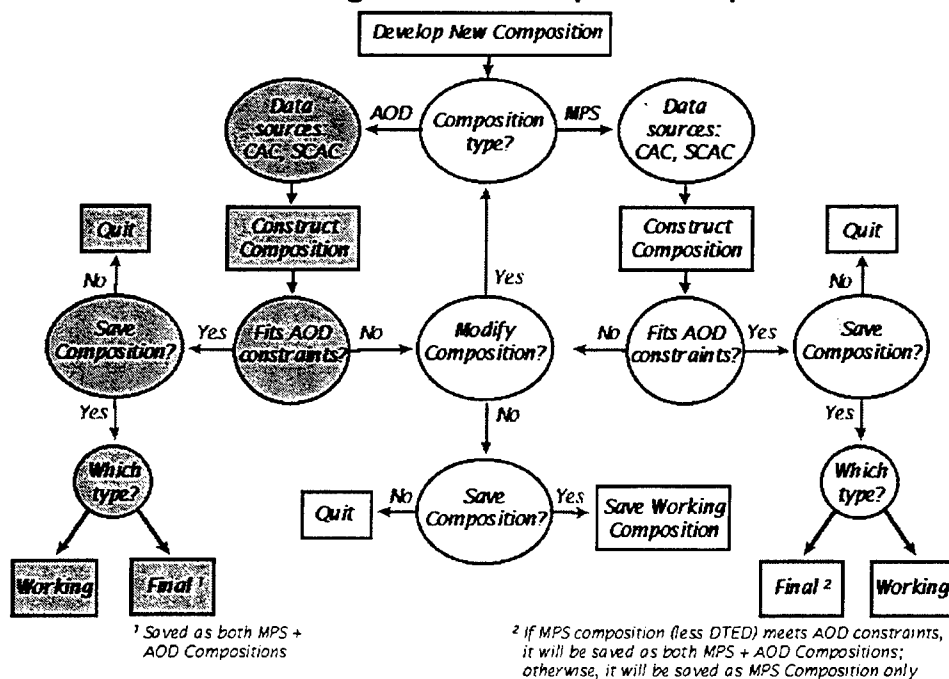 Develop New Composition
Data
sources:
CAC, SCAC
AOD
Composition
type?
MPS
Data
sources:
CAC, SCAC
Quit
Construct
Composition
Construct
Composition
Quit
No
Yes
No
Save
Composition?
Yes
Fits AOD
constraints?
No
Modify
Composition?
No
Fits AOD
constraints?
Yes
Save
Composition?
Yes
No
Yes
Which
type?
Quit
No
Save
Composition?
Yes
Save Working
Composition
Which
type?
Working
Final 1
Final 2
Working
1 Saved as both MPS +
AOD Compositions
2 If MPS composition (less DTED) meets AOD constraints,
it will be saved as both MPS + AOD Compositions;
otherwise, it will be saved as MPS Composition only